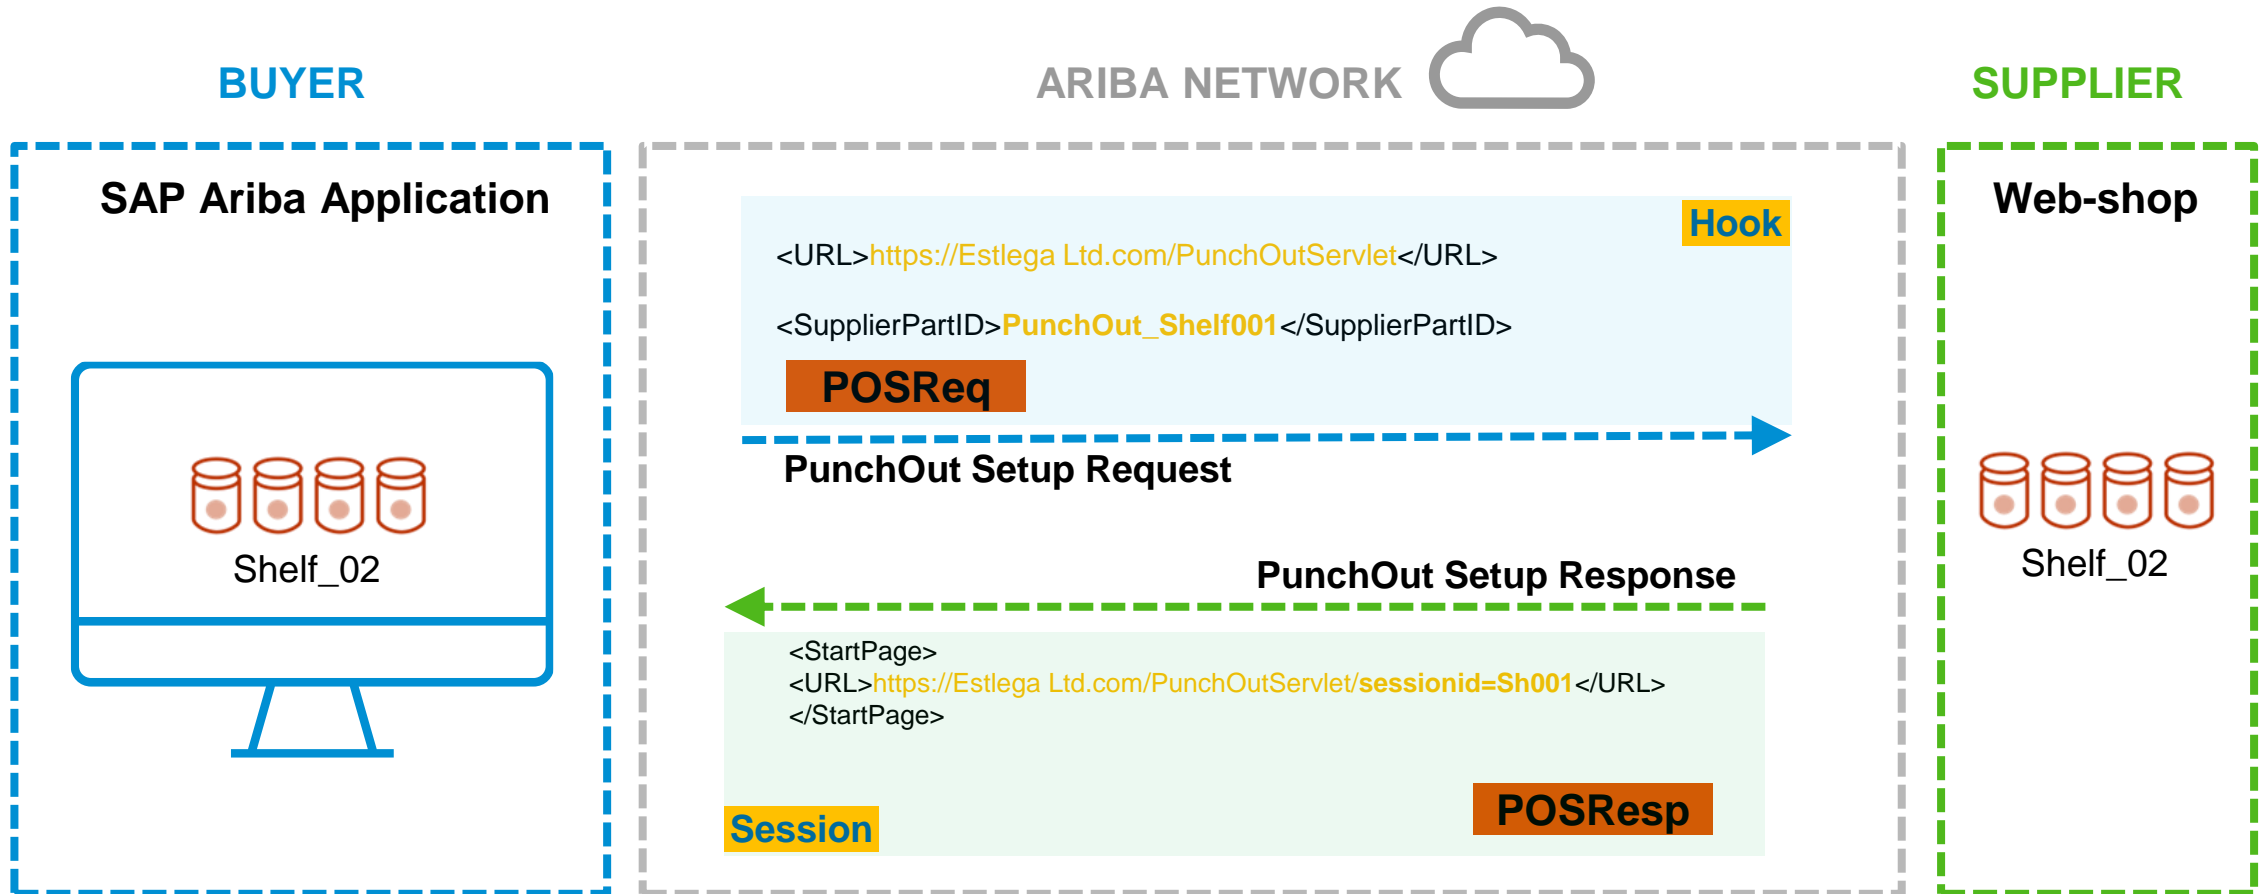 BUYER
ARIBA NETWORK
SUPPLIER
SAP Ariba Application
Shelf_02
Hook
<URL>https://Estlega Ltd.com/PunchOutServlet</URL>
<SupplierPartID>PunchOut_Shelf001</SupplierPartID>
POSReq
PunchOut Setup Request
PunchOut Setup Response
<StartPage>
<URL>https://Estlega Ltd.com/PunchOutServlet/sessionid=Sh001</URL>
</StartPage>
POSResp
Session
Web-shop
Shelf_02